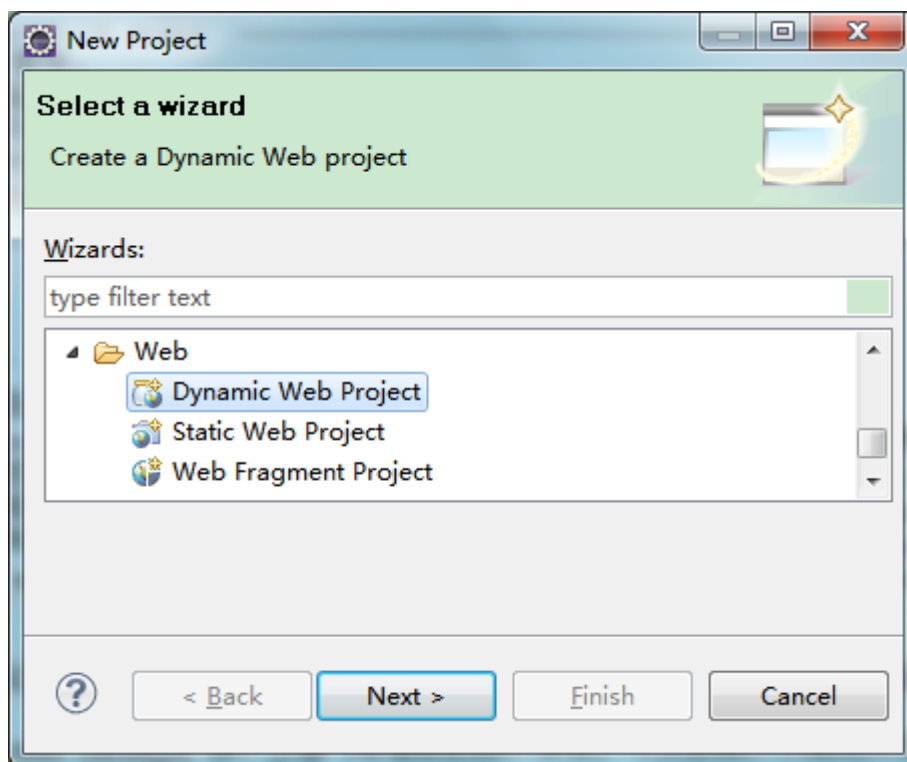 New Project
Select a wizard
Create a Dynamic Web project
Wizards:
type filter text
Web
Dynamic Web Project
Static Web Project
Web Fragment Project
? < Back Next > Finish Cancel